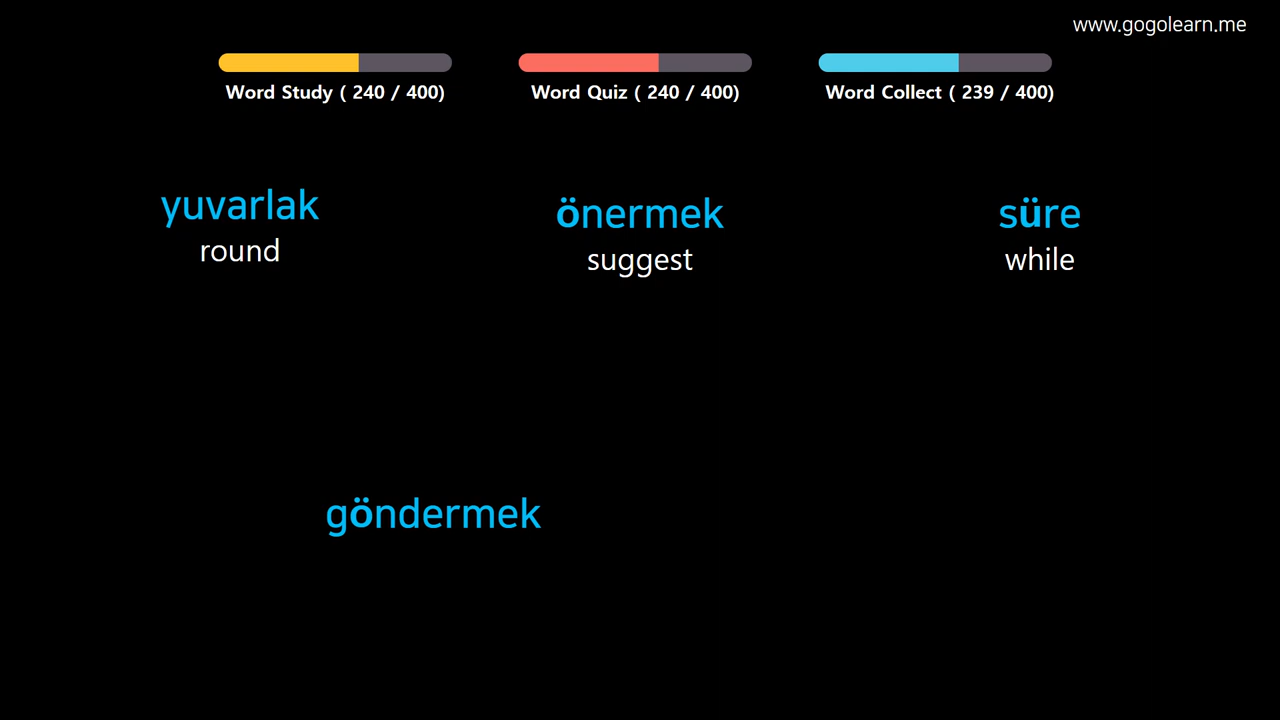 www.gogolearn.me
Word Study ( 240 / 400)
Word Quiz ( 240 / 400)
Word Collect ( 239 / 400)
yuvarlak
round
önermek
suggest
süre
while
göndermek